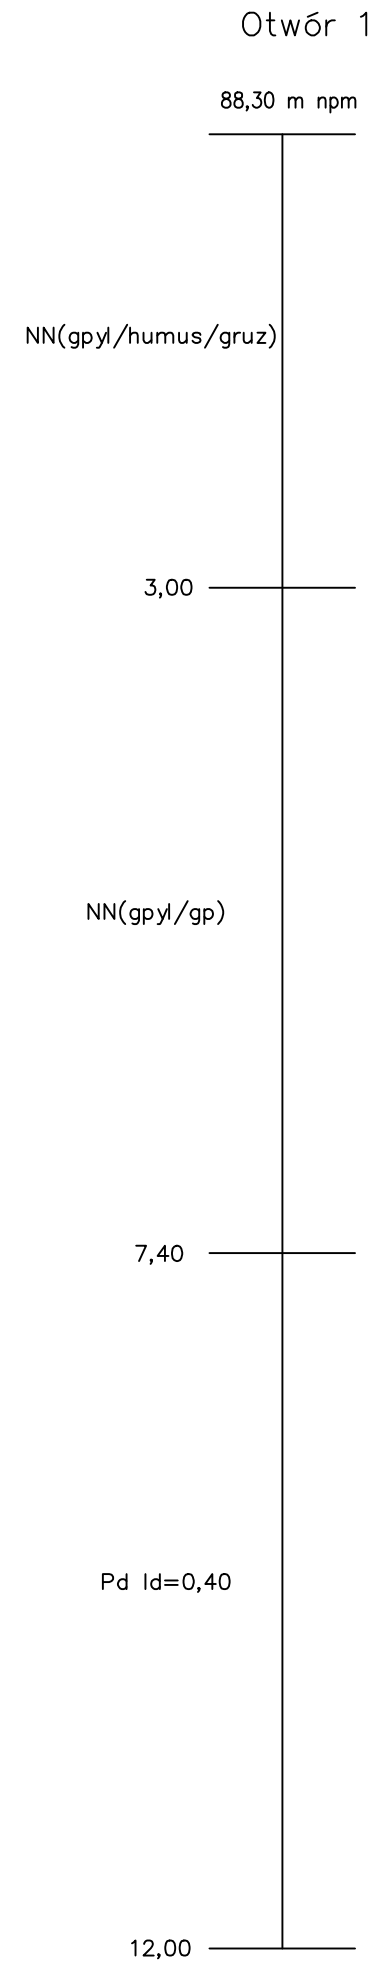 Otwór 1
88,30 m npm
NN(gpyl/humus/gruz)
3,00
NN(gpyl/gp)
7,40
Pd Id=0,40
12,00